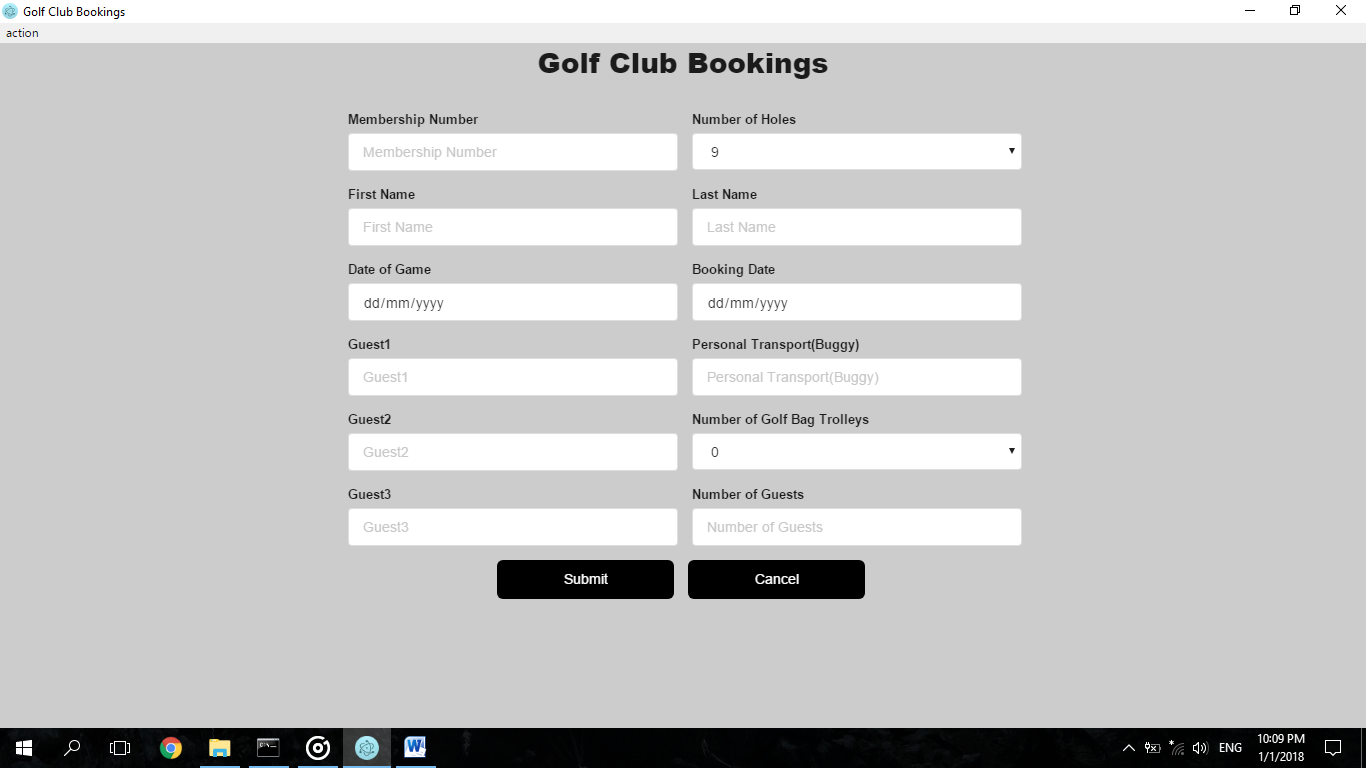 Golf Club Bookings
action
Golf Club Bookings
Membership Number Number of Holes
Membership Number 9
First Name Last Name
First Name Last Name
Date of Game Booking Date
dd/mm/yyyy dd/mm/yyyy
Guest1 Personal Transport(Buggy)
Guest1 Personal Transport(Buggy)
Guest2 Number of Golf Bag Trolleys
Guest2 0
Guest3 Number of Guests
Guest3 Number of Guests
Submit Cancel
ENG 10:09 PM
1/1/2018